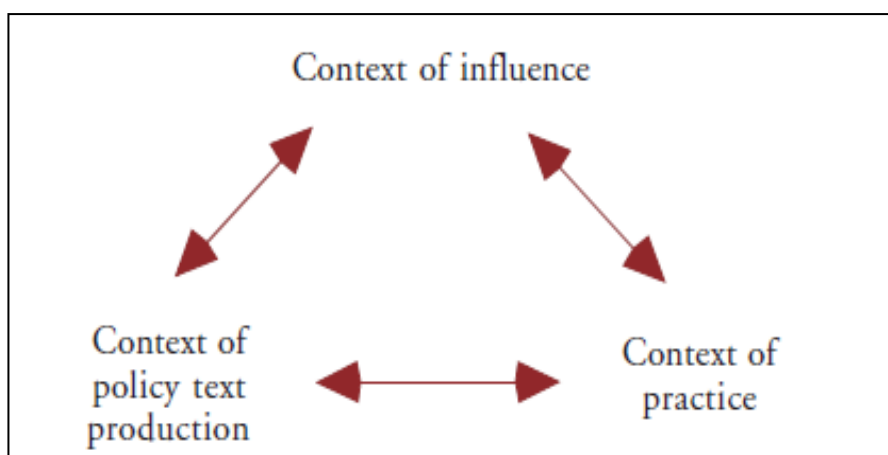 Context of influence
Context of
policy text
production
Context of
practice